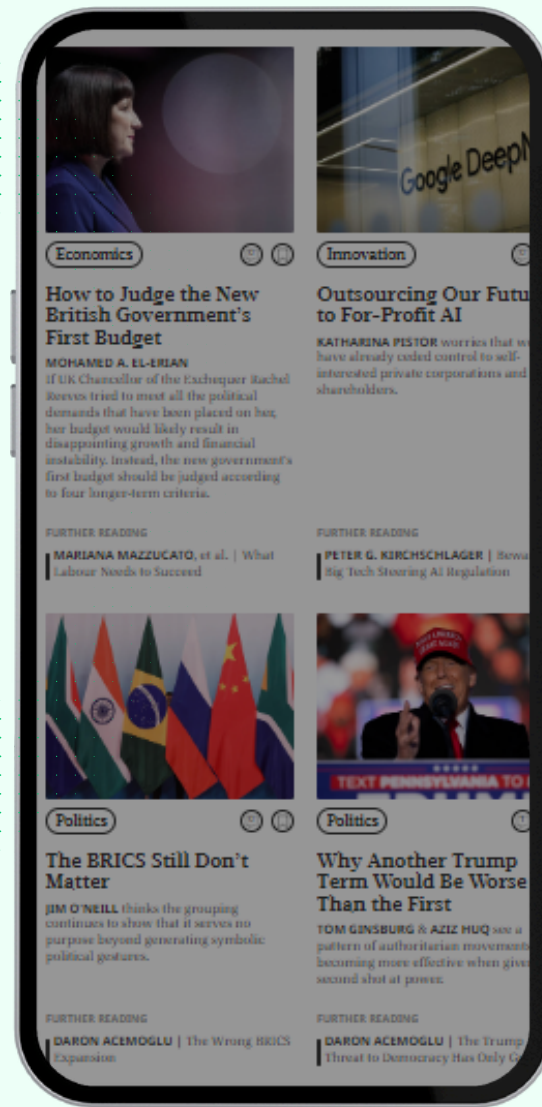 Google DeepM
Economics
Innovation
How to Judge the New
British Government's
First Budget
MOHAMED A. EL-ERIAN
If UK Chancellor of the Exchequer Rachel
Reeves tried to meet all the political
demands that have been placed on her,
her budget would likely result in
disappointing growth and financial
instability. Instead, the new government's
first budget should be judged according
to four longer-term criteria.
FURTHER READING
MARIANA MAZZUCATO, et al. | What
Labour Needs to Succeed
Outsourcing Our Futu
to For-Profit AI
KATHARINA PISTOR worries that we
have already ceded control to self-
interested private corporations and
shareholders.
FURTHER READING
PETER G. KIRCHSCHLAGER | Bewa
Big Tech Steering AI Regulation
MAKE AMERICA
GREAT AGAIN
TEXT PENNSYLVANIA TO
Politics
Politics
The BRICS Still Don't
Matter
JIM O'NEILL thinks the grouping
continues to show that it serves no
purpose beyond generating symbolic
political gestures.
FURTHER READING
DARON ACEMOGLU | The Wrong BRICS
Expansion
Why Another Trump
Term Would Be Worse
Than the First
TOM GINSBURG & AZIZ HUQ see a
pattern of authoritarian movements
becoming more effective when give
second shot at power.
FURTHER READING
DARON ACEMOGLU | The Trump
Threat to Democracy Has Only G